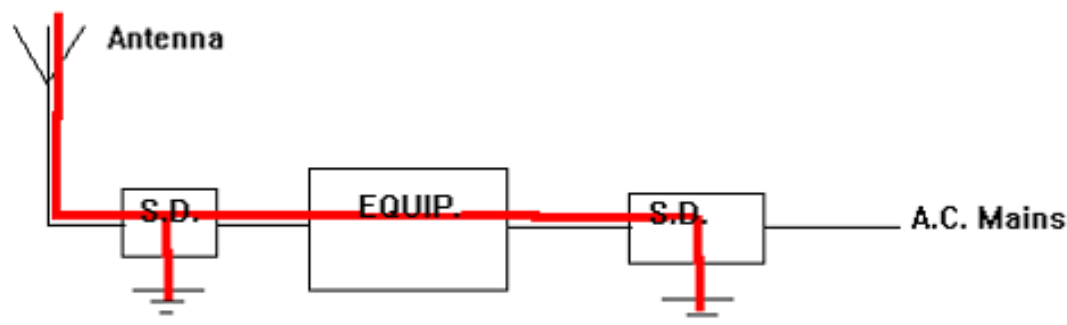 Antenna
S.D.
EQUIP.
S.D.
A.C. Mains